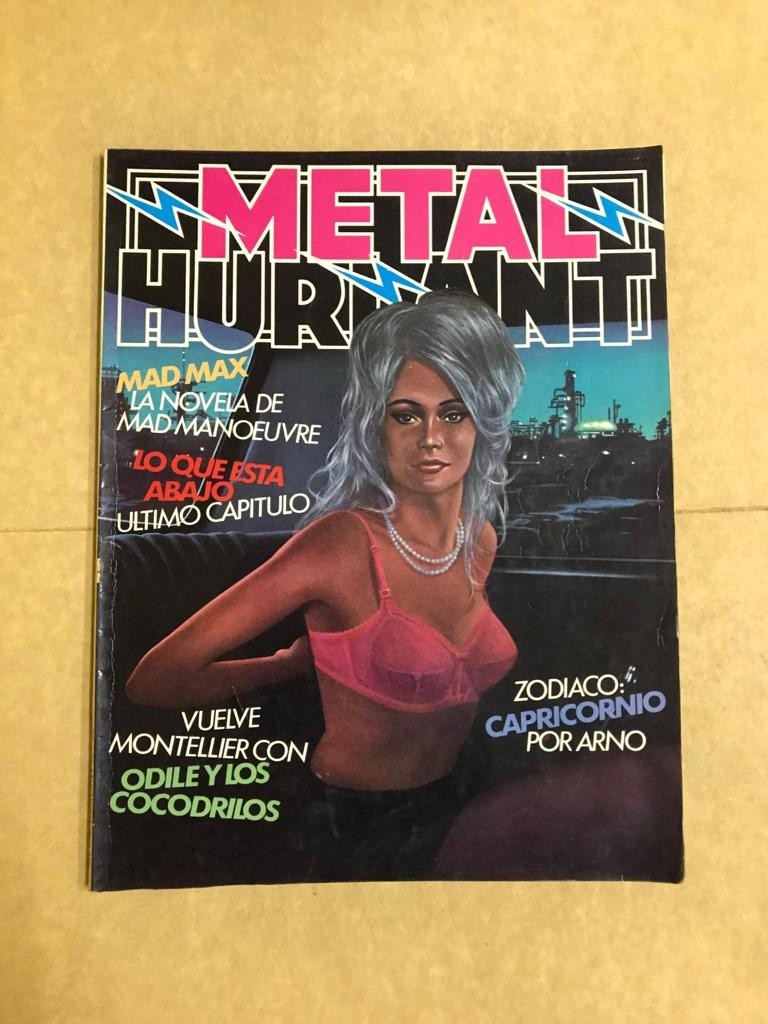 METAL
HURLANT
MAD MAX
LA NOVELA DE
MAD MANOEUVRE
LO QUE ESTA
ABAJO
ULTIMO CAPITULO
VUELVE
MONTELLIER CON
ODILE Y LOS
COCODRILOS
ZODIACO:
CAPRICORNIO
POR ARNO